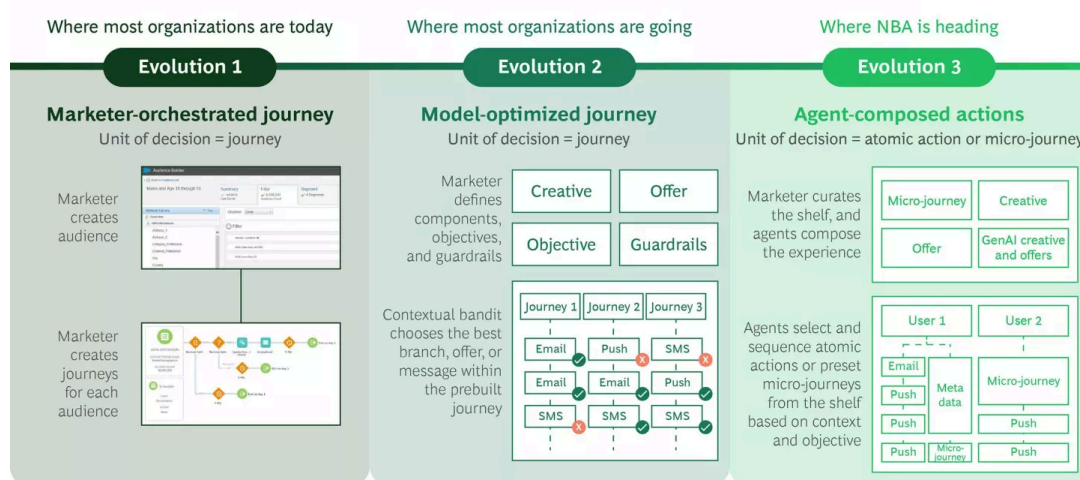 Where most organizations are today
Evolution 1
Marketer-orchestrated journey
Unit of decision = journey
Marketer
creates
audience
Audience Builder
Summary
Filter
Segment
Filter
Marketer
creates
journeys
for each
audience
Where most organizations are going
Evolution 2
Model-optimized journey
Unit of decision = journey
Marketer
defines
components,
objectives,
and guardrails
Creative
Offer
Objective
Guardrails
Contextual bandit
chooses the best
branch, offer, or
message within
the prebuilt
journey
Journey 1
Journey 2
Journey 3
Email
Push
SMS
Email
Email
Push
SMS
SMS
SMS
Where NBA is heading
Evolution 3
Agent-composed actions
Unit of decision = atomic action or micro-journey
Marketer curates
the shelf, and
agents compose
the experience
Micro-journey
Creative
Offer
GenAI creative
and offers
Agents select and
sequence atomic
actions or preset
micro-journeys
from the shelf
based on context
and objective
User 1
User 2
Email
Push
Push
Push
Meta
data
Micro-
journey
Micro-journey
Push
Push